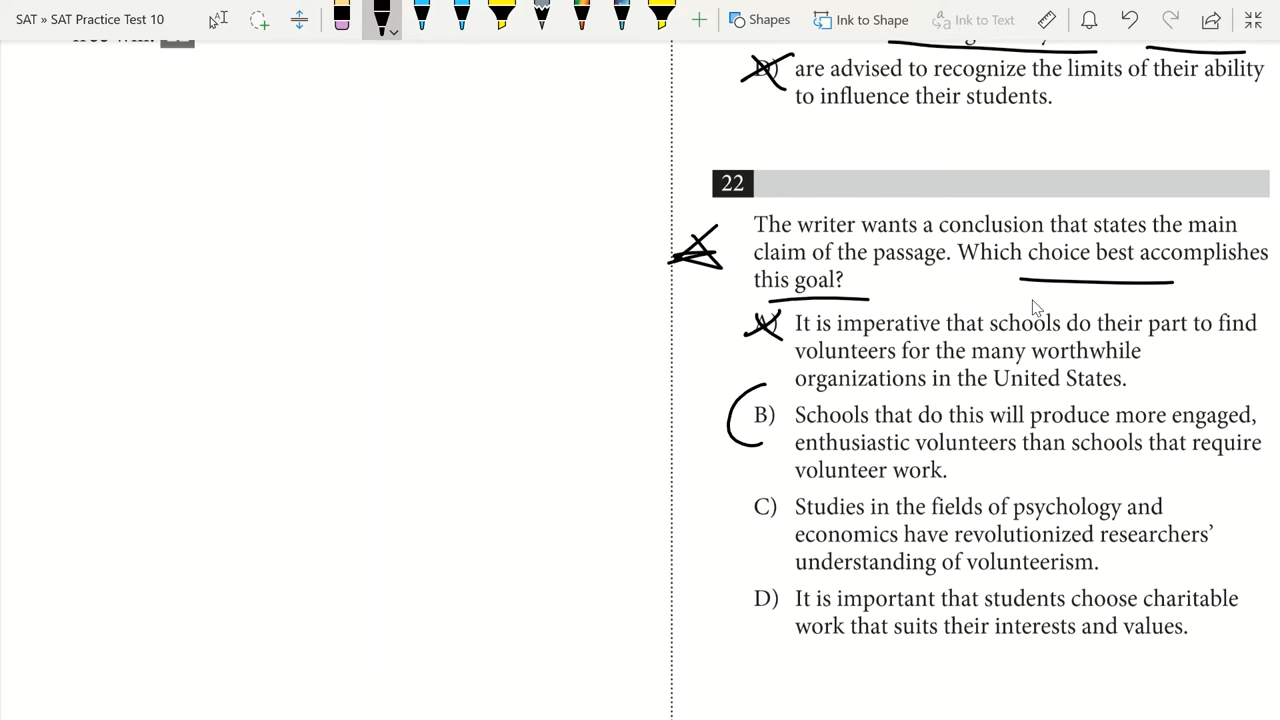 SAT » SAT Practice Test 10
Shapes
Ink to Shape
Ink to Text
D) are advised to recognize the limits of their ability
to influence their students.
22
The writer wants a conclusion that states the main
claim of the passage. Which choice best accomplishes
this goal?
A) It is imperative that schools do their part to find
volunteers for the many worthwhile
organizations in the United States.
B) Schools that do this will produce more engaged,
enthusiastic volunteers than schools that require
volunteer work.
C) Studies in the fields of psychology and
economics have revolutionized researchers’
understanding of volunteerism.
D) It is important that students choose charitable
work that suits their interests and values.